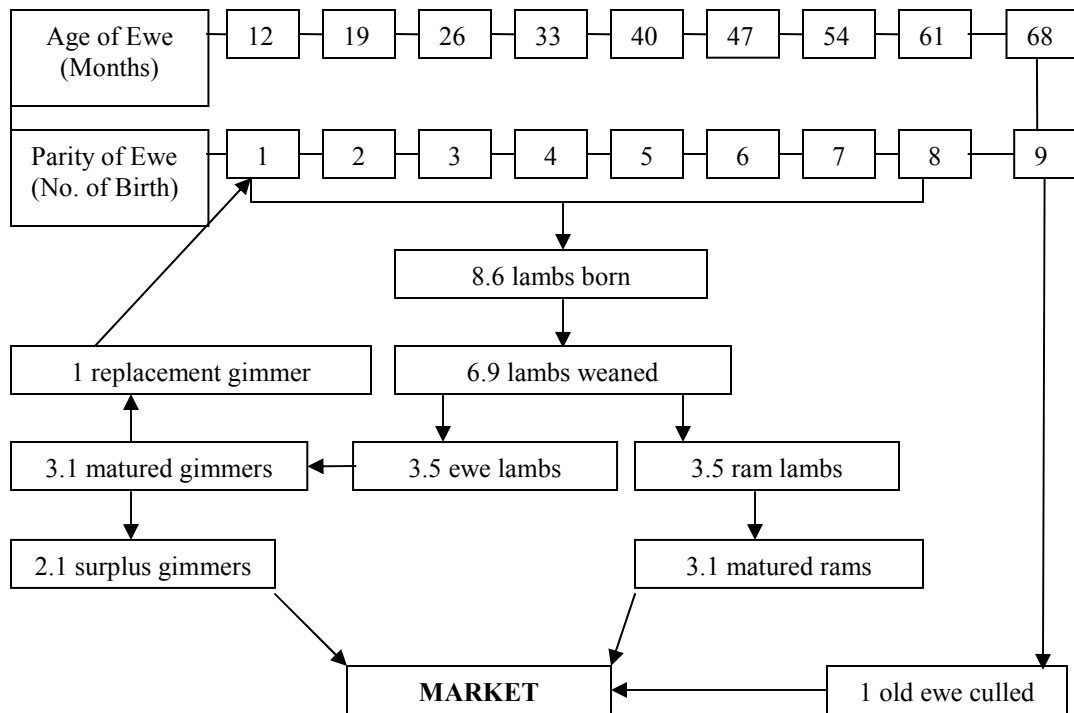 Age of Ewe
(Months)
12 19 26 33 40 47 54 61 68
Parity of Ewe
(No. of Birth)
1 2 3 4 5 6 7 8 9
8.6 lambs born
1 replacement gimmer
6.9 lambs weaned
3.1 matured gimmers
3.5 ewe lambs
3.5 ram lambs
2.1 surplus gimmers
3.1 matured rams
MARKET
1 old ewe culled